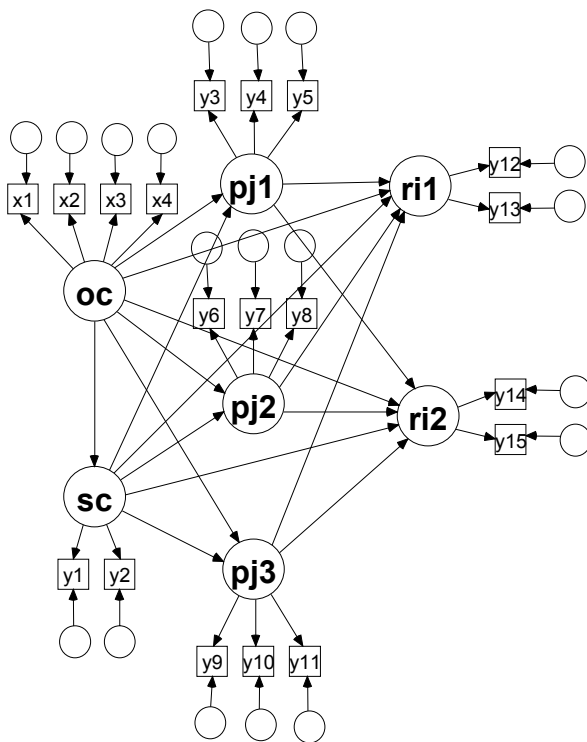 y3 y4 y5
x1 x2 x3 x4
pj1
ri1
y12
y13
oc
y6 y7 y8
pj2
ri2
y14
y15
sc
y1 y2
pj3
y9 y10 y11